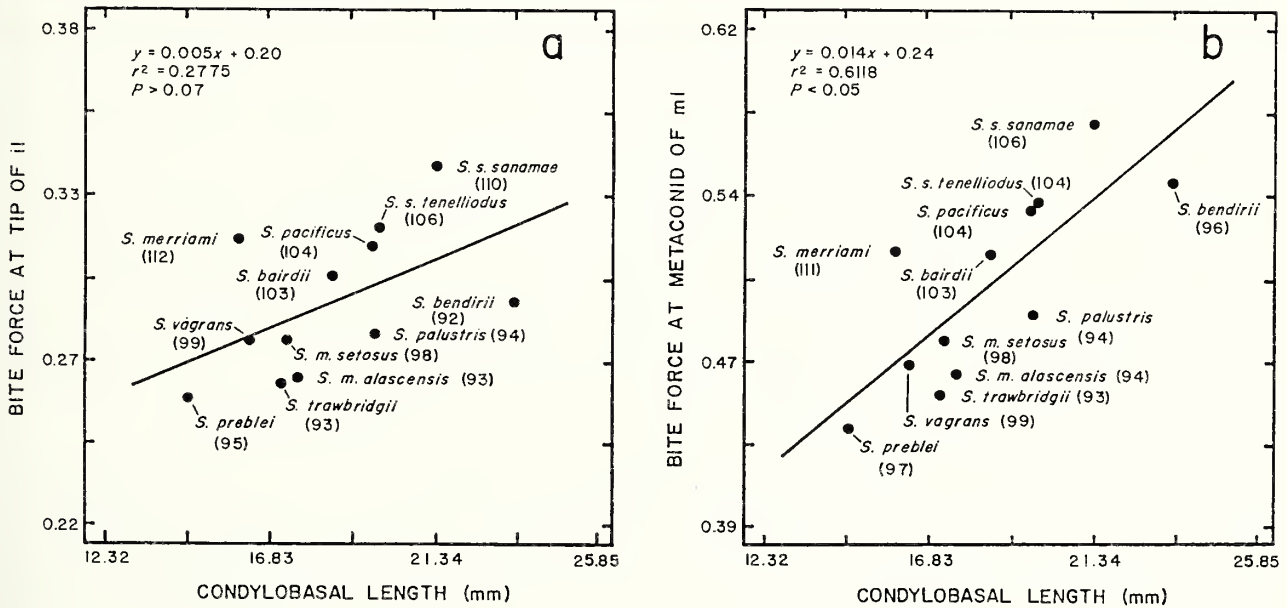 a
y = 0.005x + 0.20
r² = 0.2775
P > 0.07
BITE FORCE AT TIP OF i1
0.38
0.33
0.27
0.22
S. s. sanamae
(110)
S. s. tenelliodus
(106)
S. pacificus
(104)
S. merriami
(112)
S. bairdii
(103)
S. bendirii
(92)
S. vagrans
(99)
S. palustris (94)
S. m. setosus (98)
S. m. alascensis (93)
S. trawbridgii
(93)
S. preblei
(95)
12.32
16.83
21.34
25.85
CONDYLOBASAL LENGTH (mm)
b
y = 0.014x + 0.24
r² = 0.6118
P < 0.05
BITE FORCE AT METACONID OF m1
0.62
0.54
0.47
0.39
S. s. sanamae
(106)
S. s. tenelliodus (104)
S. pacificus
(104)
S. bendirii
(96)
S. merriami
(111)
S. bairdii
(103)
S. palustris
(94)
S. m. setosus
(98)
S. m. alascensis (94)
S. trawbridgii (93)
S. vagrans (99)
S. preblei
(97)
12.32
16.83
21.34
25.85
CONDYLOBASAL LENGTH (mm)